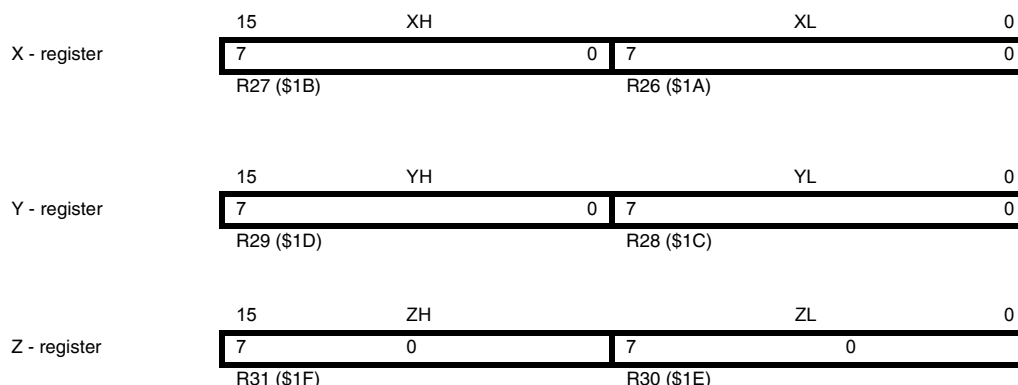 15 XH XL 0
X - register 7 0 7 0
R27 ($1B) R26 ($1A)
15 YH YL 0
Y - register 7 0 7 0
R29 ($1D) R28 ($1C)
15 ZH ZL 0
Z - register 7 0 7 0
R31 ($1F) R30 ($1E)